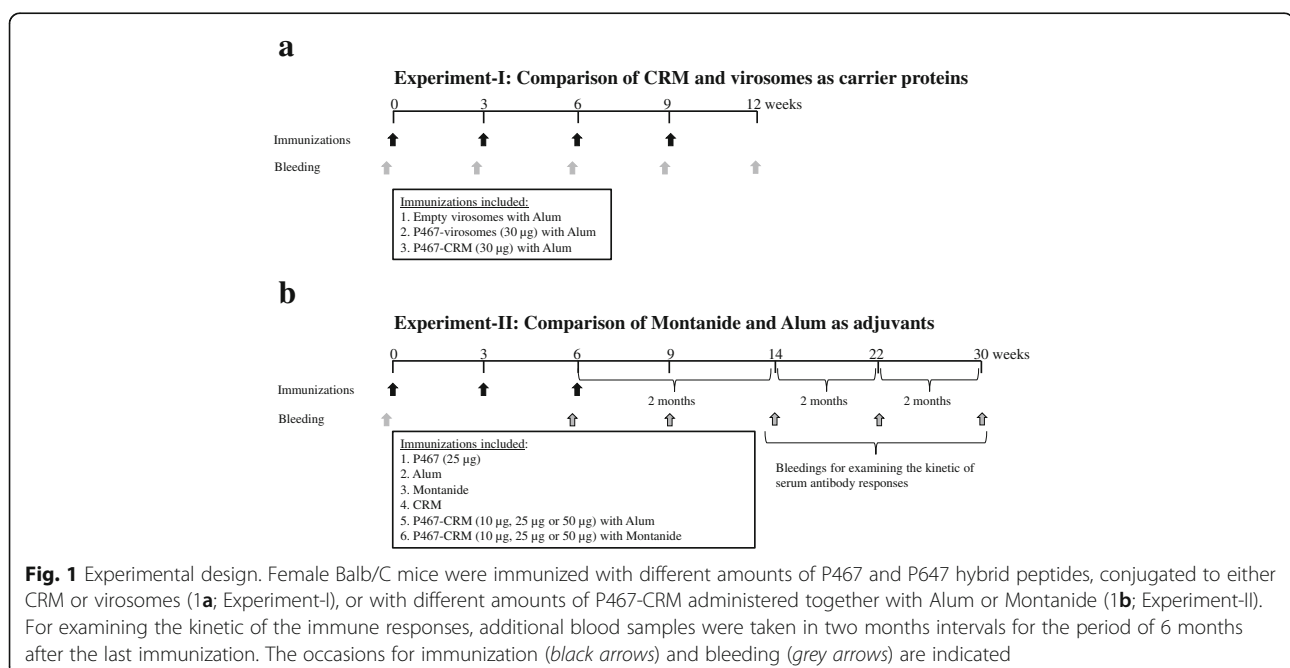 a
Experiment-I: Comparison of CRM and virosomes as carrier proteins
0 3 6 9 12 weeks
Immunizations
Bleeding
Immunizations included:
1. Empty virosomes with Alum
2. P467-virosomes (30 µg) with Alum
3. P467-CRM (30 µg) with Alum
b
Experiment-II: Comparison of Montanide and Alum as adjuvants
0 3 6 9 14 22 30 weeks
Immunizations
2 months 2 months 2 months
Bleeding
Immunizations included:
1. P467 (25 µg)
2. Alum
3. Montanide
4. CRM
5. P467-CRM (10 µg, 25 µg or 50 µg) with Alum
6. P467-CRM (10 µg, 25 µg or 50 µg) with Montanide
Bleedings for examining the kinetic of
serum antibody responses
Fig. 1 Experimental design. Female Balb/C mice were immunized with different amounts of P467 and P647 hybrid peptides, conjugated to either
CRM or virosomes (1a; Experiment-I), or with different amounts of P467-CRM administered together with Alum or Montanide (1b; Experiment-II).
For examining the kinetic of the immune responses, additional blood samples were taken in two months intervals for the period of 6 months
after the last immunization. The occasions for immunization (black arrows) and bleeding (grey arrows) are indicated